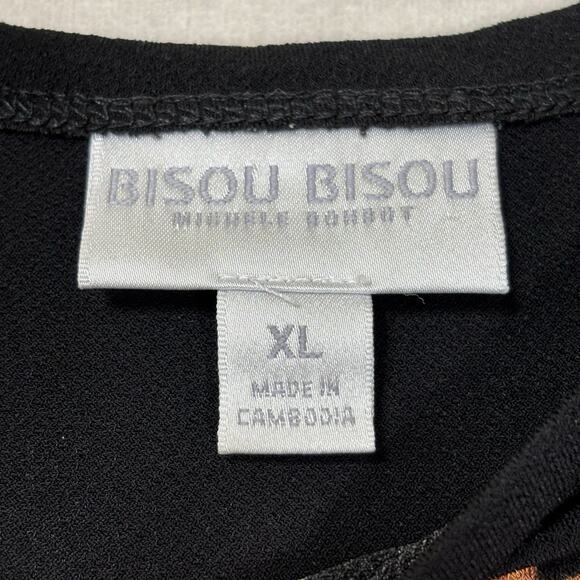 BISOU BISOU
MICHELE BOHBOT
XL
MADE IN
CAMBODIA